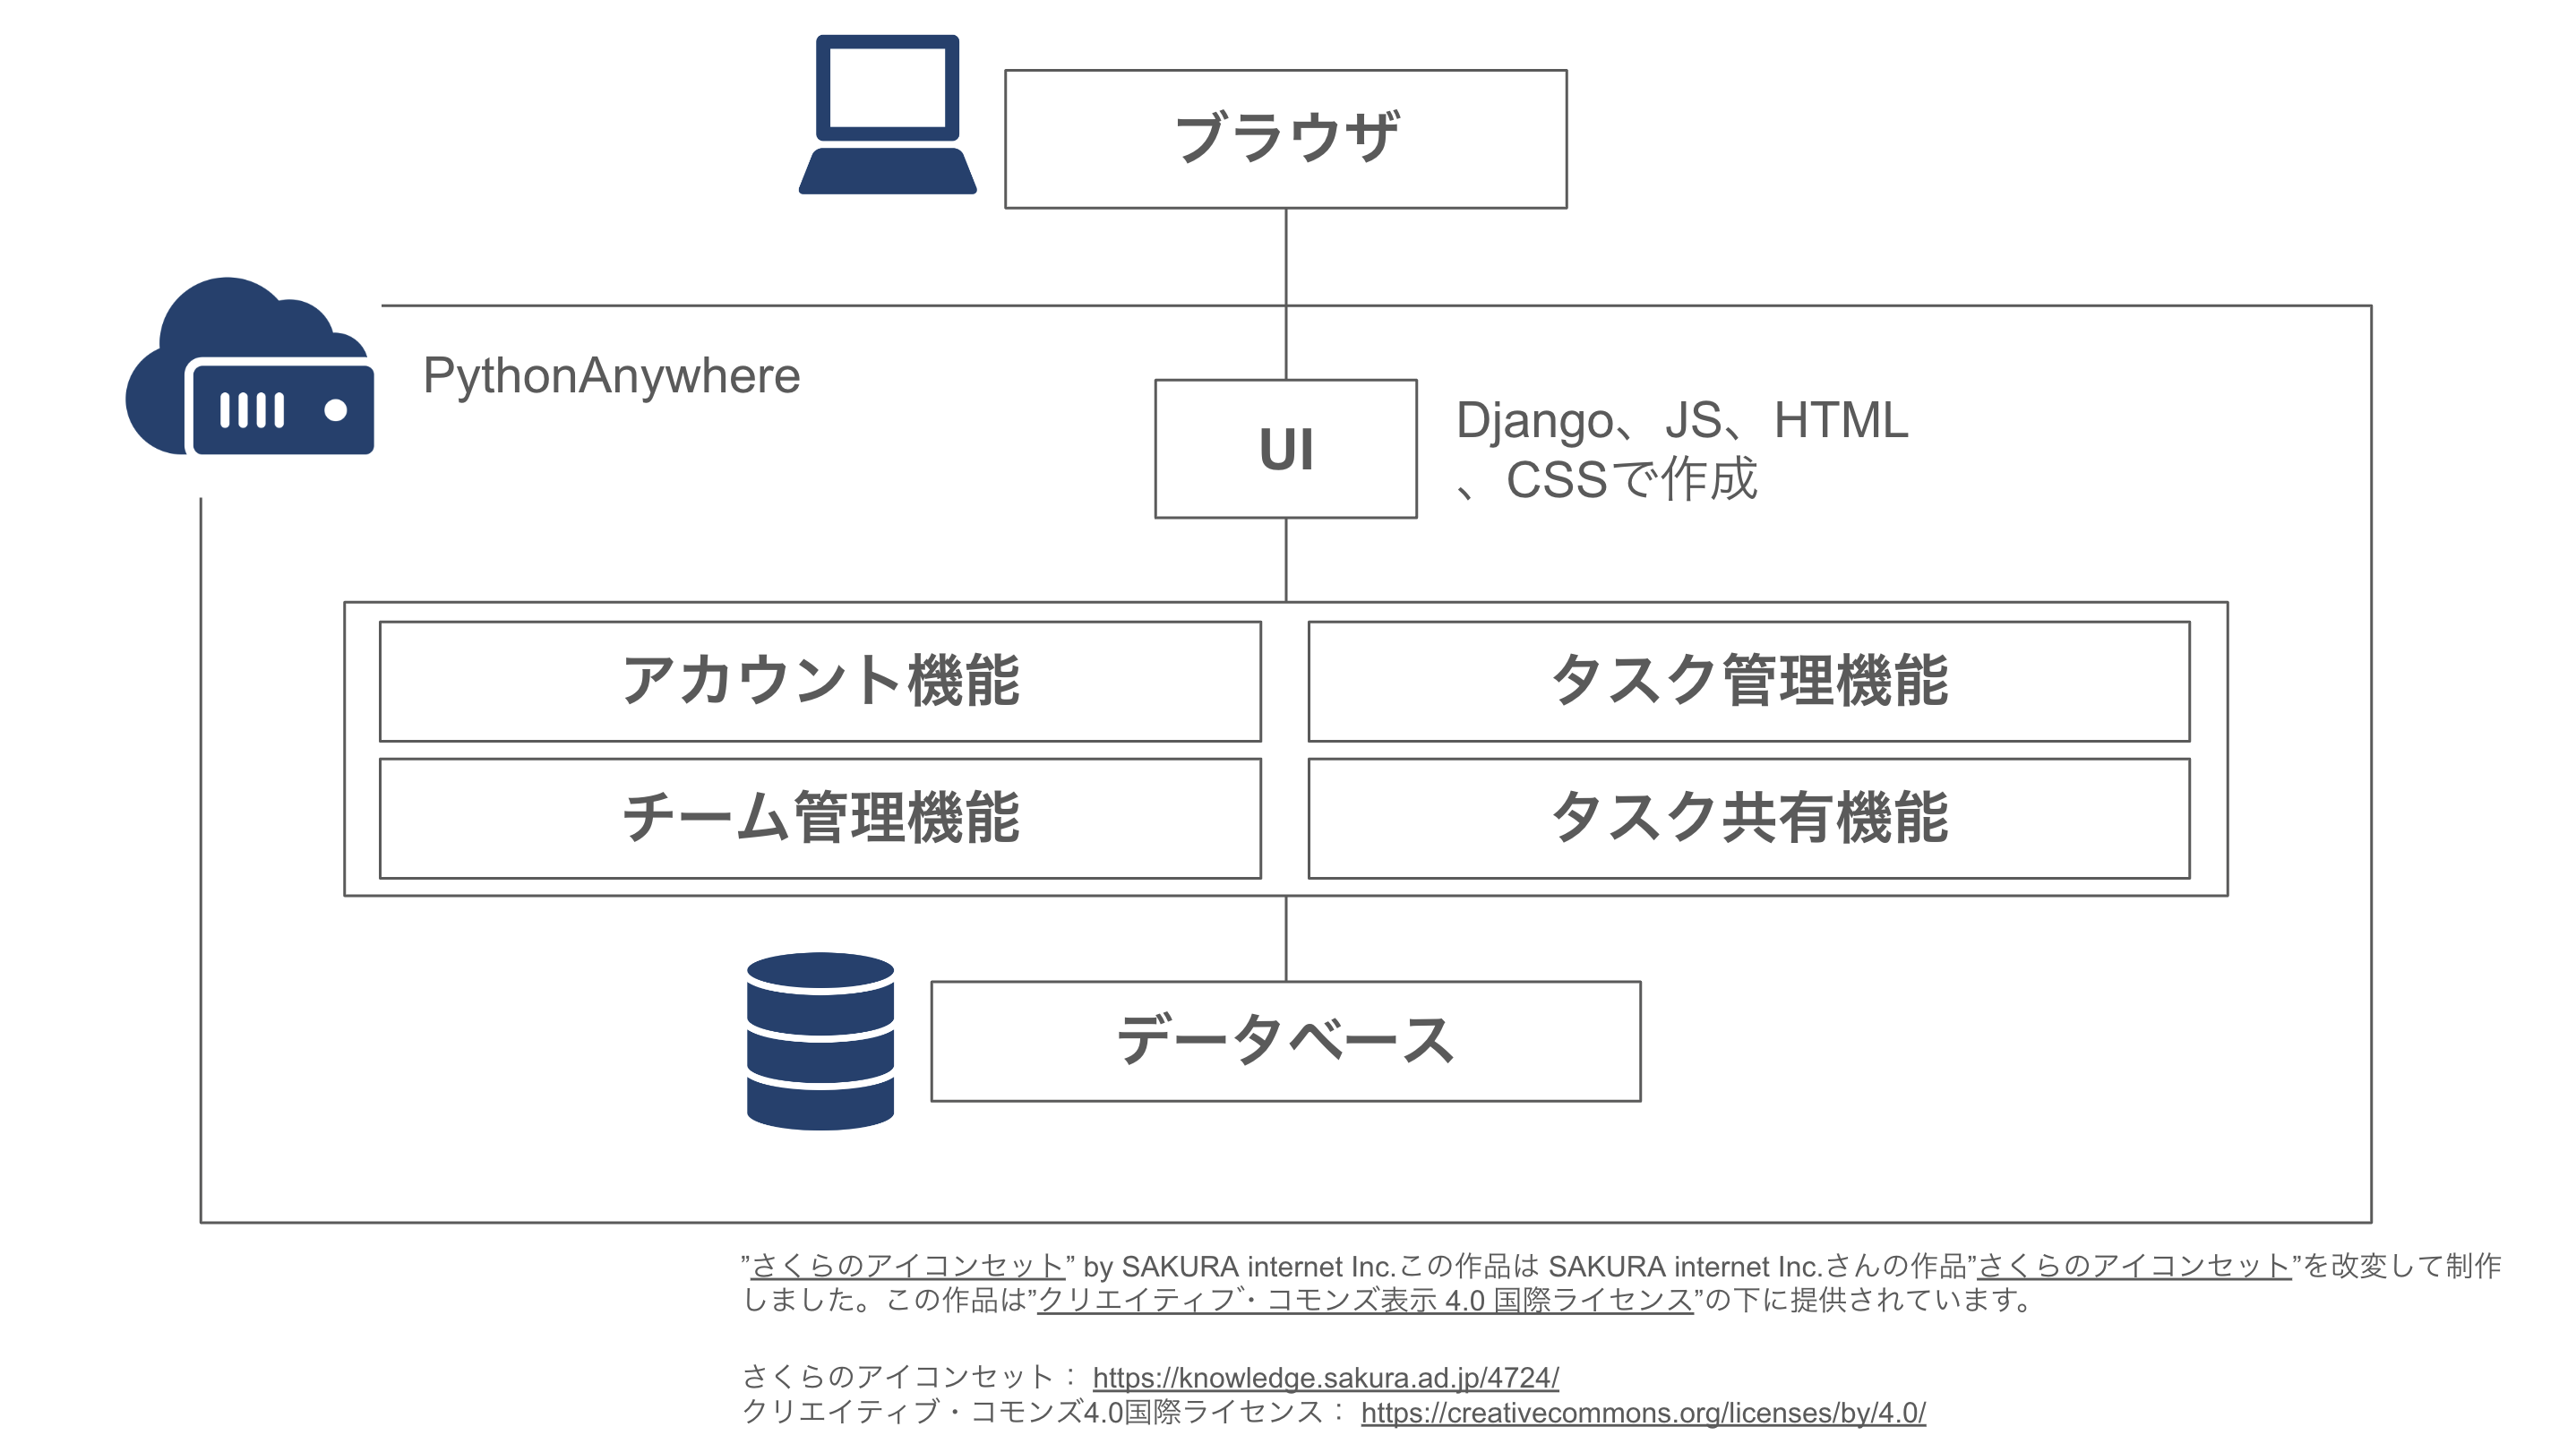 ブラウザ
PythonAnywhere
UI
Django、JS、HTML
、CSSで作成
アカウント機能
タスク管理機能
チーム管理機能
タスク共有機能
データベース
”さくらのアイコンセット” by SAKURA internet Inc.この作品は SAKURA internet Inc.さんの作品”さくらのアイコンセット”を改変して制作
しました。この作品は”クリエイティブ・コモンズ表示 4.0 国際ライセンス”の下に提供されています。
さくらのアイコンセット： https://knowledge.sakura.ad.jp/4724/
クリエイティブ・コモンズ4.0国際ライセンス： https://creativecommons.org/licenses/by/4.0/